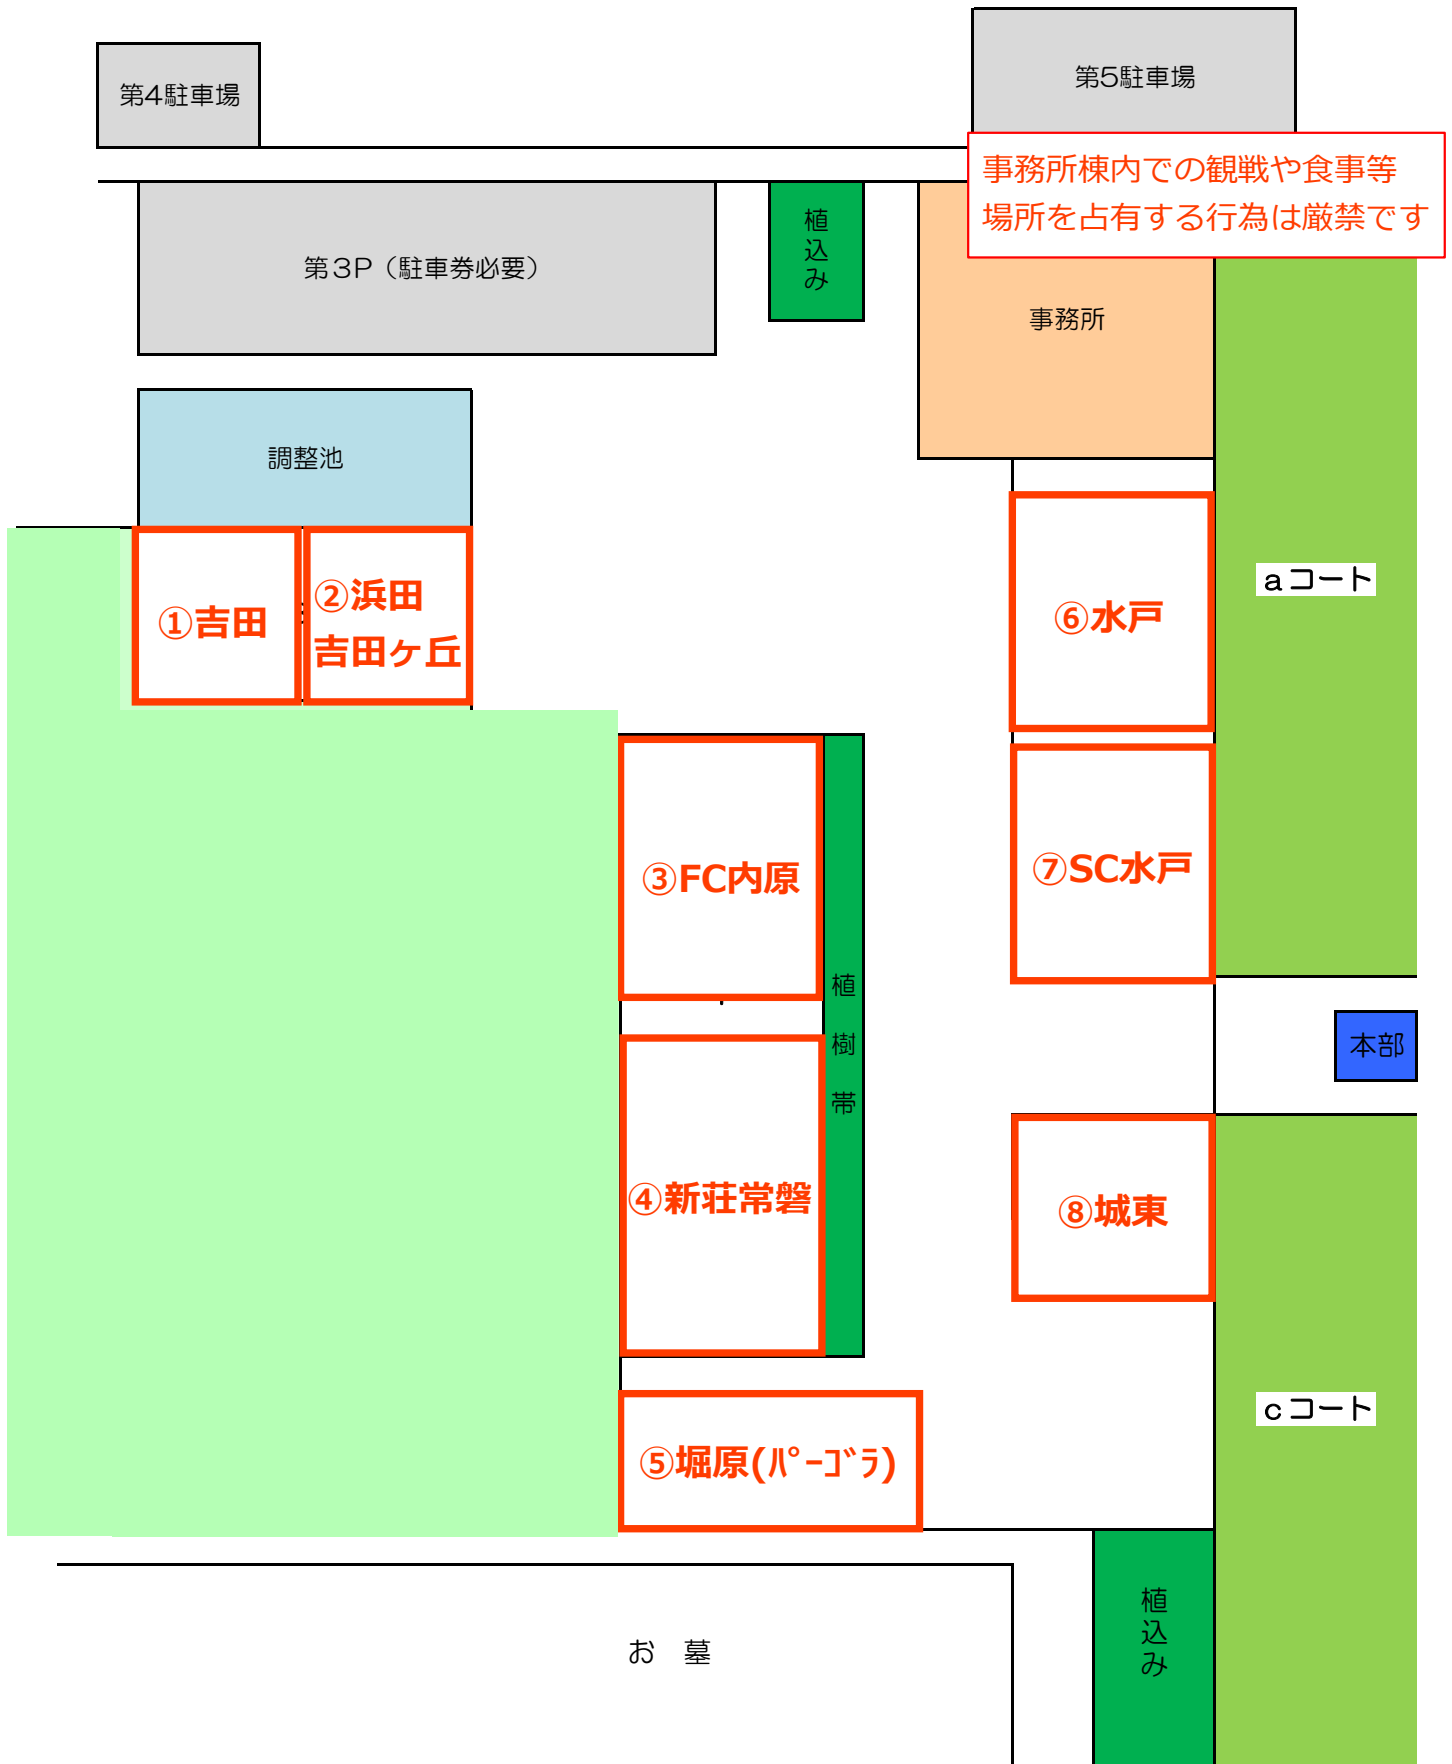 第4駐車場
第5駐車場
事務所棟内での観戦や食事等
場所を占有する行為は厳禁です
第3P（駐車券必要）
植込み
事務所
調整池
①吉田
②浜田
吉田ヶ丘
⑥水戸
aコート
③FC内原
⑦SC水戸
植樹帯
本部
④新荘常磐
⑧城東
cコート
⑤堀原(ﾊﾟｰｺﾞﾗ)
植込み
お　墓